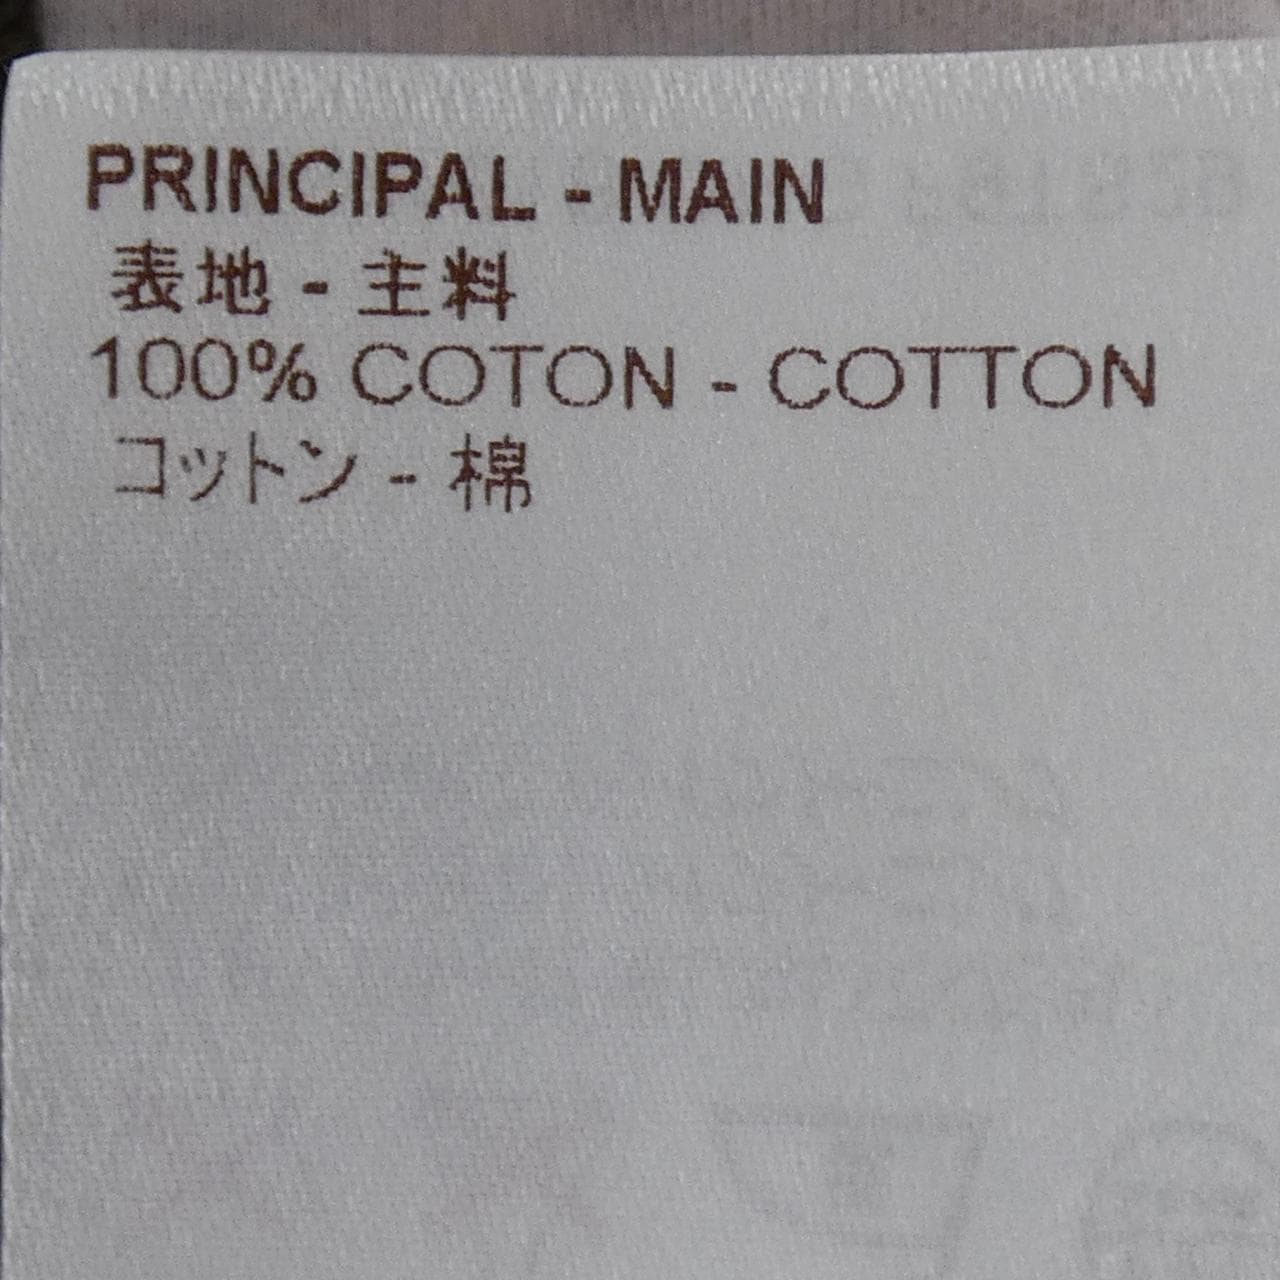 PRINCIPAL - MAIN
表地 - 主料
100% COTON - COTTON
コットン - 棉